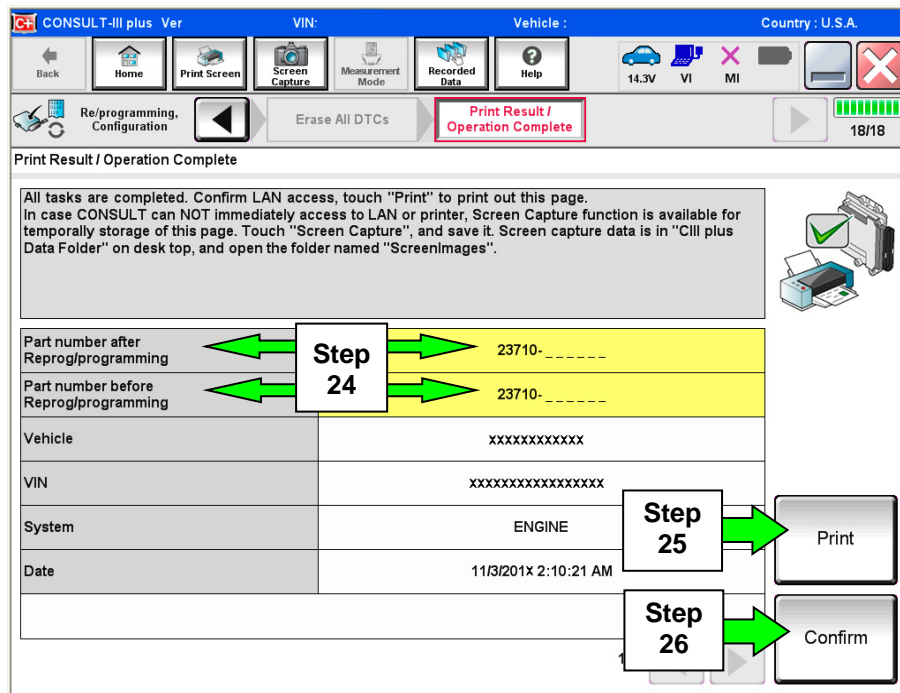 CONSULT-III plus Ver VIN: Vehicle : Country : U.S.A.
Back
Home
Print Screen
Screen Capture
Measurement Mode
Recorded Data
Help
14.3V VI MI
Re/programming, Configuration
Erase All DTCs
Print Result / Operation Complete
18/18
Print Result / Operation Complete
All tasks are completed. Confirm LAN access, touch "Print" to print out this page.
In case CONSULT can NOT immediately access to LAN or printer, Screen Capture function is available for
temporally storage of this page. Touch "Screen Capture", and save it. Screen capture data is in "CIII plus
Data Folder" on desk top, and open the folder named "ScreenImages".
Part number after Reprog/programming
23710-_ _ _ _ _ _
Step 24
Part number before Reprog/programming
23710-_ _ _ _ _ _
Vehicle
xxxxxxxxxxxx
VIN
xxxxxxxxxxxxxxxxx
System
ENGINE
Step 25
Print
Date
11/3/201X 2:10:21 AM
Step 26
Confirm